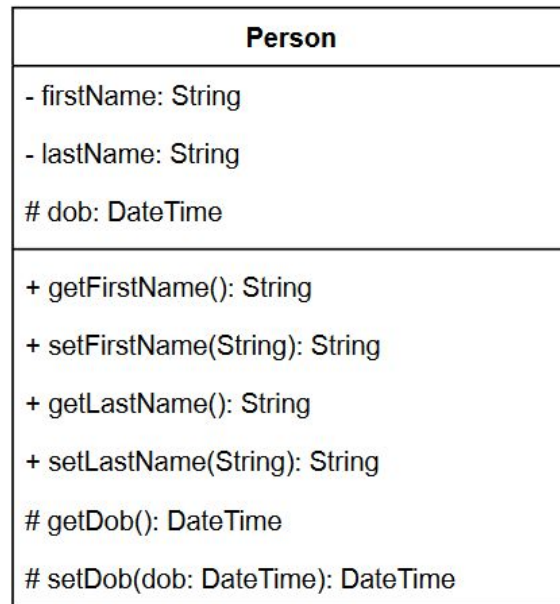 Person
- firstName: String
- lastName: String
# dob: DateTime
+ getFirstName(): String
+ setFirstName(String): String
+ getLastName(): String
+ setLastName(String): String
# getDob(): DateTime
# setDob(dob: DateTime): DateTime